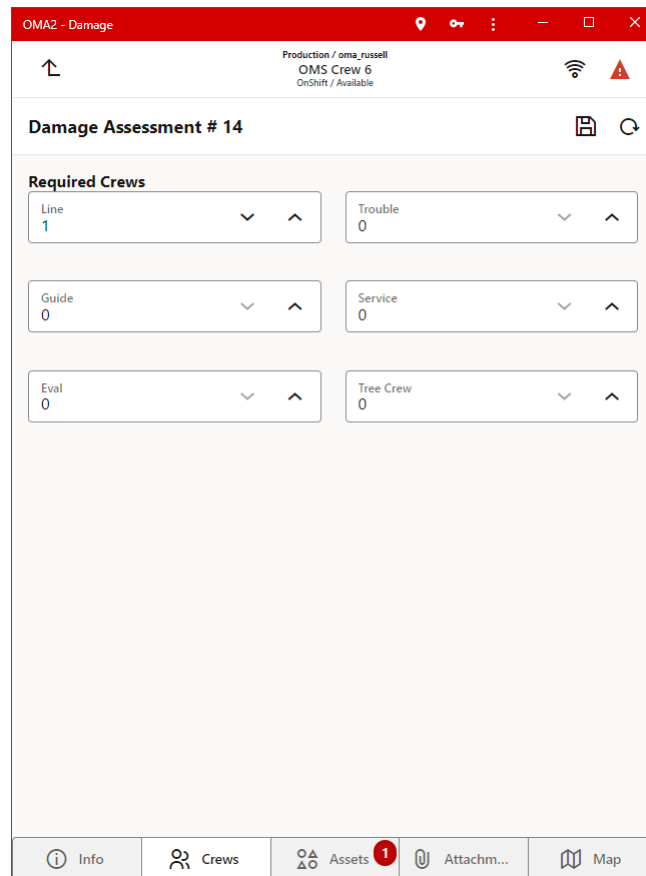 OMA2 - Damage
Production / oma_russell
OMS Crew 6
OnShift / Available
Damage Assessment # 14
Required Crews
Line
1
Trouble
0
Guide
0
Service
0
Eval
0
Tree Crew
0
Info
Crews
Assets
1
Attachm...
Map